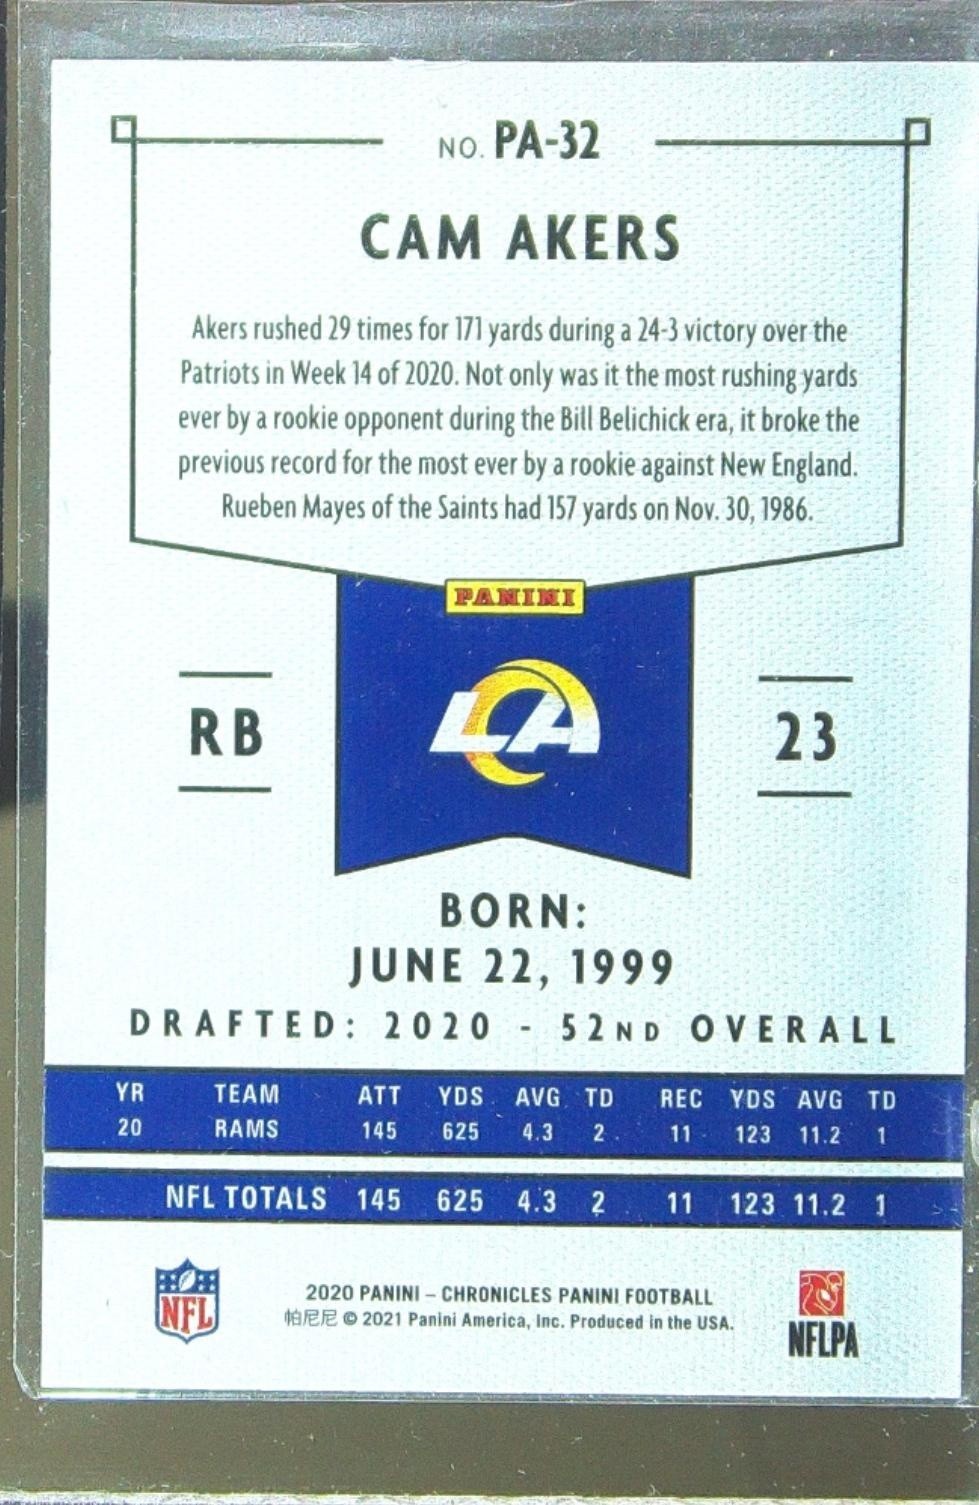 NO. PA-32
CAM AKERS
Akers rushed 29 times for 171 yards during a 24-3 victory over the
Patriots in Week 14 of 2020. Not only was it the most rushing yards
ever by a rookie opponent during the Bill Belichick era, it broke the
previous record for the most ever by a rookie against New England.
Rueben Mayes of the Saints had 157 yards on Nov. 30, 1986.
PANINI
RB
LA
23
BORN:
JUNE 22, 1999
DRAFTED: 2020 - 52ND OVERALL
YR TEAM ATT YDS AVG TD REC YDS AVG TD
20 RAMS 145 625 4.3 2 11 123 11.2 1
NFL TOTALS 145 625 4.3 2 11 123 11.2 1
NFL
2020 PANINI – CHRONICLES PANINI FOOTBALL
帕尼尼 © 2021 Panini America, Inc. Produced in the USA.
NFLPA